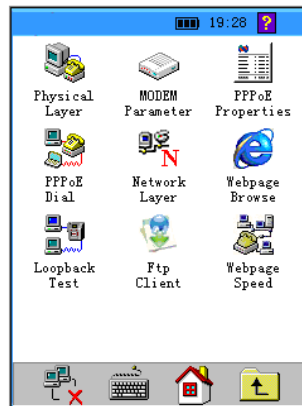 19:28 ?
Physical Layer
MODEM Parameter
PPPoE Properties
PPPoE Dial
Network Layer
Webpage Browse
Loopback Test
Ftp Client
Webpage Speed